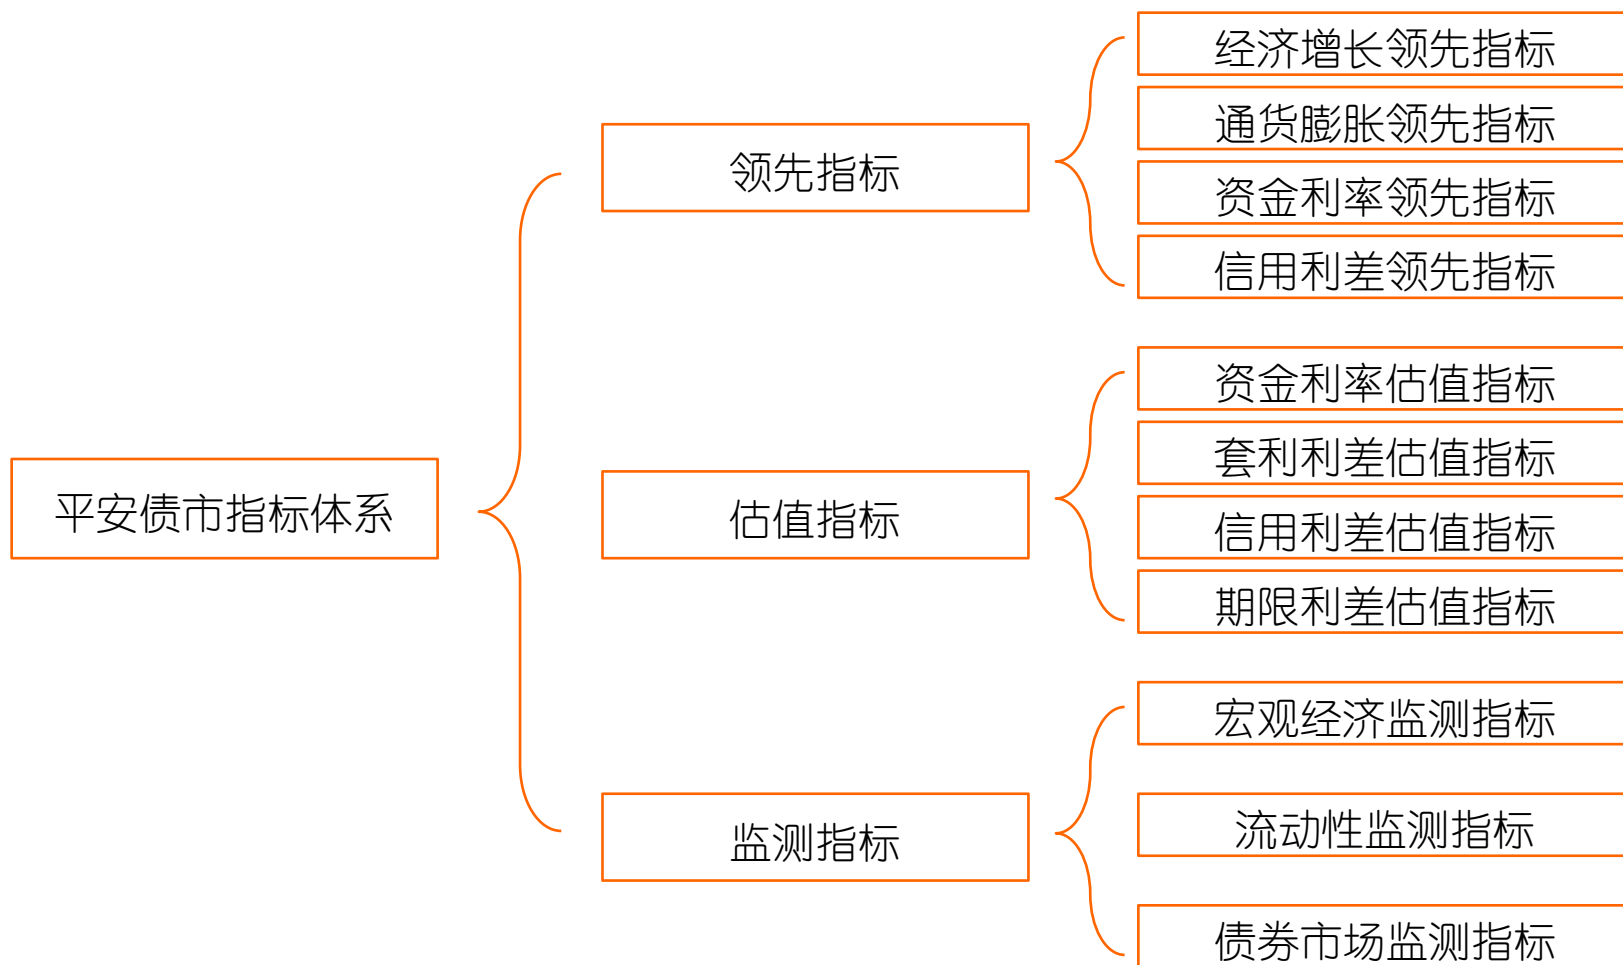 平安债市指标体系
领先指标
经济增长领先指标
通货膨胀领先指标
资金利率领先指标
信用利差领先指标
估值指标
资金利率估值指标
套利利差估值指标
信用利差估值指标
期限利差估值指标
监测指标
宏观经济监测指标
流动性监测指标
债券市场监测指标